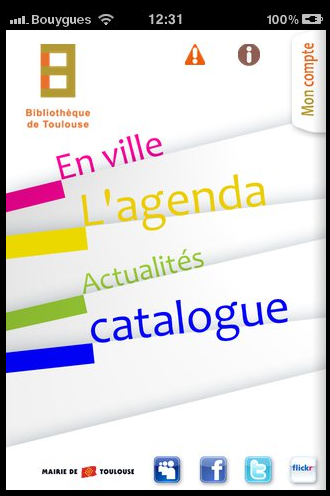 Bouygues 12:31 100%
Bibliothèque
de Toulouse
Mon compte
En ville
L'agenda
Actualités
catalogue
MAIRIE DE TOULOUSE
f
t
flickr